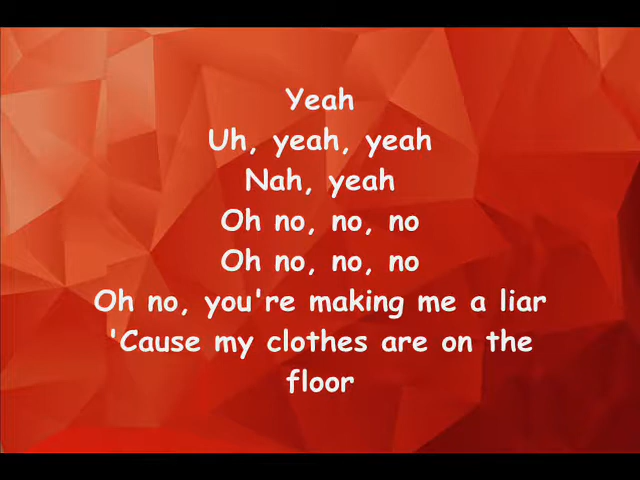 Yeah
Uh, yeah, yeah
Nah, yeah
Oh no, no, no
Oh no, no, no
Oh no, you're making me a liar
'Cause my clothes are on the
floor